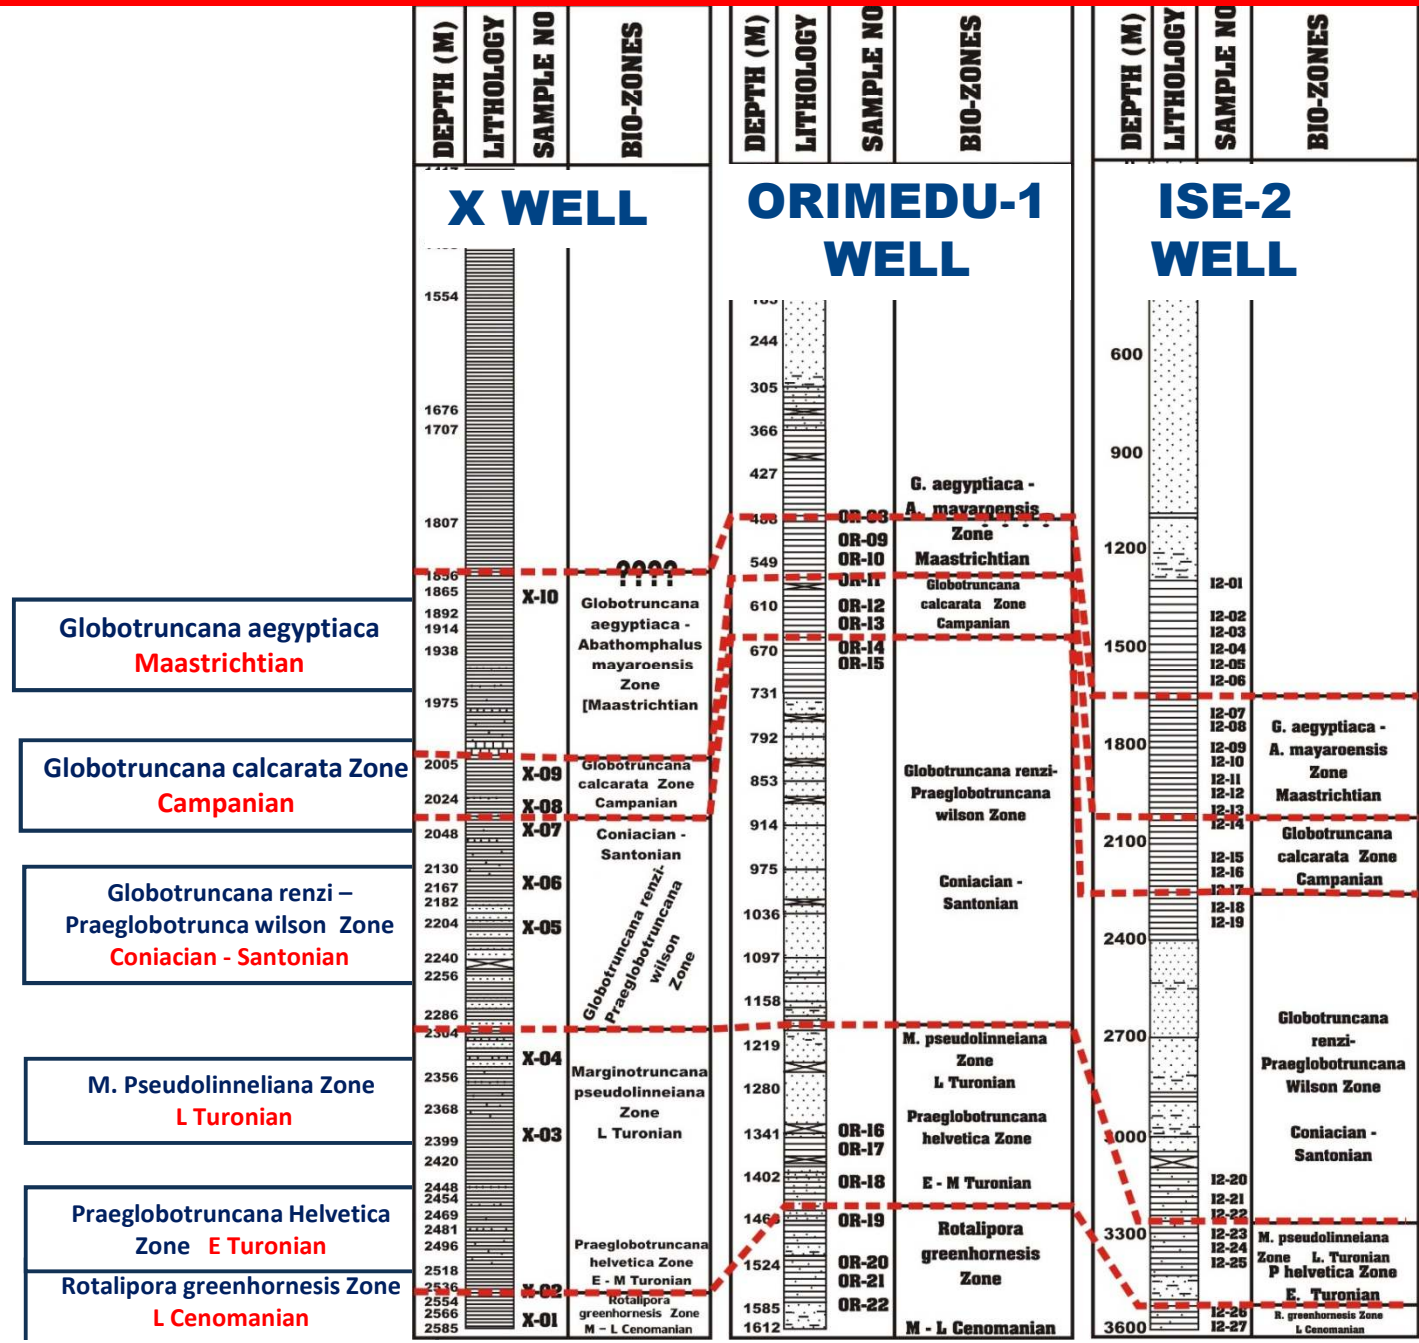 DEPTH (M)
LITHOLOGY
SAMPLE NO
BIO-ZONES
DEPTH (M)
LITHOLOGY
SAMPLE NO
BIO-ZONES
DEPTH (M)
LITHOLOGY
SAMPLE NO
BIO-ZONES
X WELL
ORIMEDU-1
WELL
ISE-2
WELL
Globotruncana aegyptiaca
Maastrichtian
Globotruncana calcarata Zone
Campanian
Globotruncana renzi –
Praeglobotrunca wilson Zone
Coniacian - Santonian
M. Pseudolinneliana Zone
L Turonian
Praeglobotruncana Helvetica
Zone E Turonian
Rotalipora greenhornesis Zone
L Cenomanian
1554
1676
1707
1807
1856
1865
1892
1914
1938
1975
2005
2024
2048
2130
2167
2182
2204
2240
2256
2286
2304
2356
2368
2399
2420
2448
2454
2469
2481
2496
2518
2536
2554
2566
2585
X-10
X-09
X-08
X-07
X-06
X-05
X-04
X-03
X-02
X-01
????
Globotruncana
aegyptiaca -
Abathomphalus
mayaroensis
Zone
[Maastrichtian
Globotruncana
calcarata Zone
Campanian
Coniacian -
Santonian
Globotruncana renzi-
Praeglobotruncana
wilson
Zone
Marginotruncana
pseudolinneiana
Zone
L Turonian
Praeglobotruncana
helvetica Zone
E - M Turonian
Rotalipora
greenhornesis Zone
M – L Cenomanian
244
305
366
427
488
549
610
670
731
792
853
914
975
1036
1097
1158
1219
1280
1341
1402
1463
1524
1585
1612
OR-09
OR-10
OR-11
OR-12
OR-13
OR-14
OR-15
OR-16
OR-17
OR-18
OR-19
OR-20
OR-21
OR-22
G. aegyptiaca -
A. mayaroensis
Zone
Maastrichtian
Globotruncana
calcarata Zone
Campanian
Globotruncana renzi-
Praeglobotruncana
wilson Zone
Coniacian -
Santonian
M. pseudolinneiana
Zone
L Turonian
Praeglobotruncana
helvetica Zone
E - M Turonian
Rotalipora
greenhornesis
Zone
M - L Cenomanian
600
900
1200
1500
1800
2100
2400
2700
3000
3300
3600
I2-01
I2-02
I2-03
I2-04
I2-05
I2-06
I2-07
I2-08
I2-09
I2-10
I2-11
I2-12
I2-13
I2-14
I2-15
I2-16
I2-17
I2-18
I2-19
I2-20
I2-21
I2-22
I2-23
I2-24
I2-25
I2-26
I2-27
G. aegyptiaca -
A. mayaroensis
Zone
Maastrichtian
Globotruncana
calcarata Zone
Campanian
Globotruncana
renzi-
Praeglobotruncana
Wilson Zone
Coniacian -
Santonian
M. pseudolinneiana
Zone L. Turonian
P helvetica Zone
E. Turonian
R. greenhornesis Zone
L Cenomanian